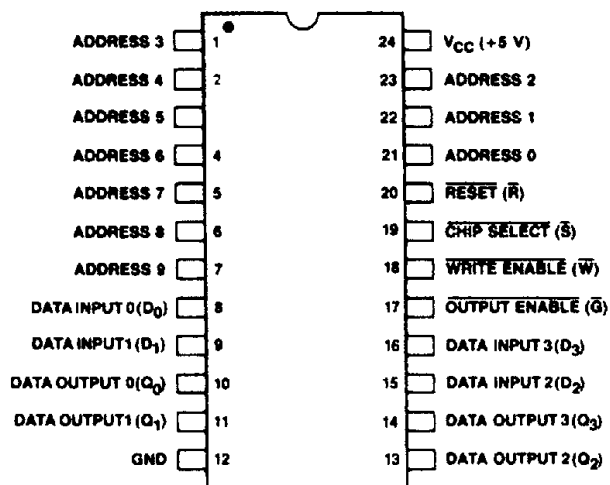 ADDRESS 3 1 24 VCC (+5 V)
ADDRESS 4 2 23 ADDRESS 2
ADDRESS 5 22 ADDRESS 1
ADDRESS 6 4 21 ADDRESS 0
ADDRESS 7 5 20 RESET (R)
ADDRESS 8 6 19 CHIP SELECT (S)
ADDRESS 9 7 18 WRITE ENABLE (W)
DATA INPUT 0(D0) 8 17 OUTPUT ENABLE (G)
DATA INPUT1(D1) 9 16 DATA INPUT 3(D3)
DATA OUTPUT 0(Q0) 10 15 DATA INPUT 2(D2)
DATA OUTPUT1(Q1) 11 14 DATA OUTPUT 3(Q3)
GND 12 13 DATA OUTPUT 2(Q2)